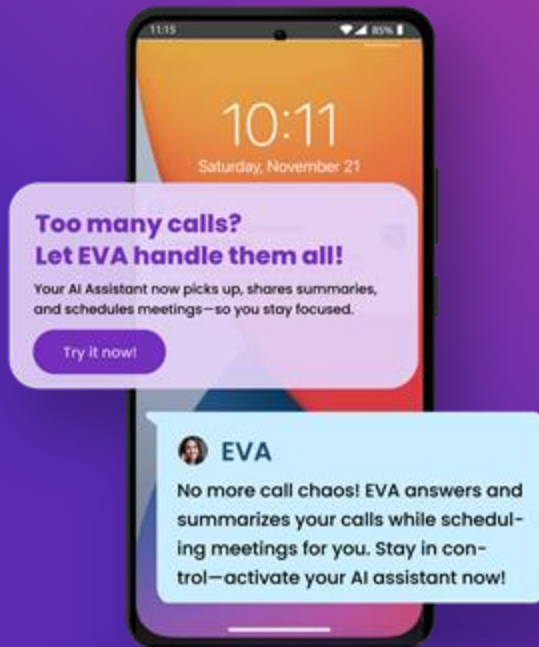 11:15
85%
10:11
Saturday, November 21
Too many calls?
Let EVA handle them all!
Your AI Assistant now picks up, shares summaries,
and schedules meetings—so you stay focused.
Try it now!
EVA
No more call chaos! EVA answers and
summarizes your calls while schedul-
ing meetings for you. Stay in con-
trol—activate your AI assistant now!